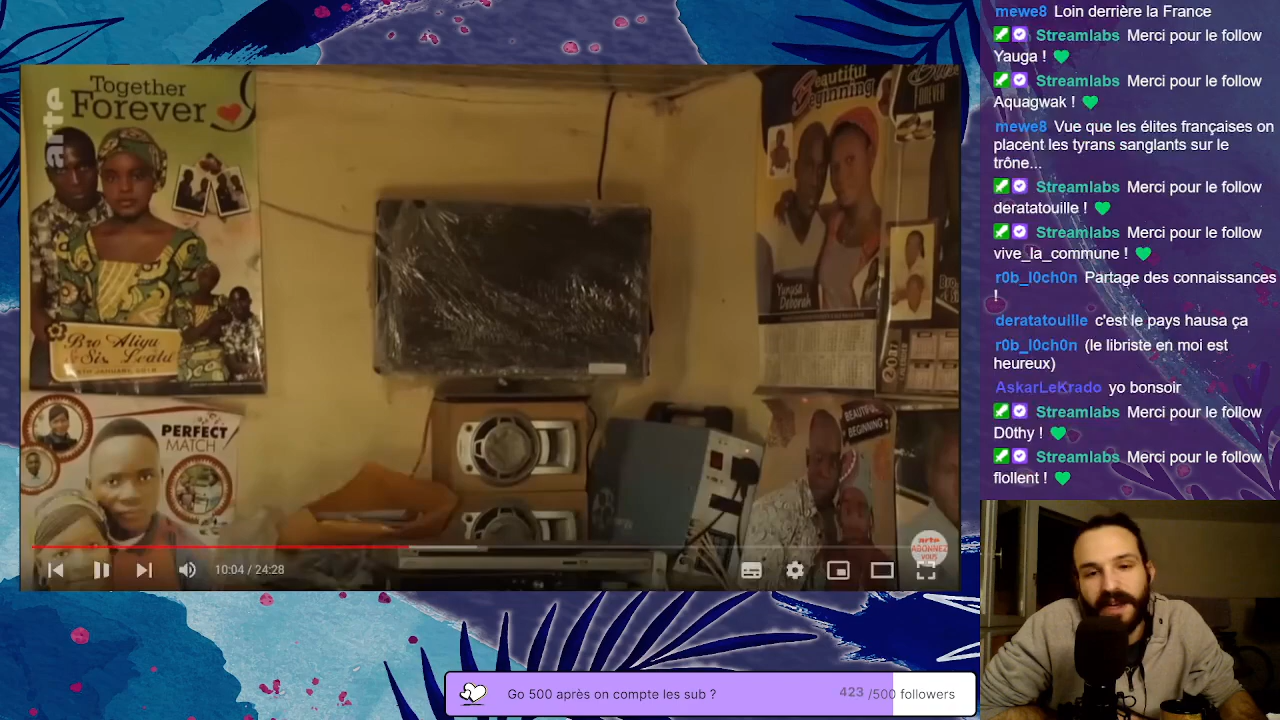 Together
Forever
arte
Bro Aliyu
& Sis Leatu
PERFECT
MATCH
Beautiful
Beginning
FOREVER
Yunusa
Deborah
2017
BEAUTIFUL
BEGINNING
arte
ABONNEZ
VOUS
10:04 / 24:28
mewe8 Loin derrière la France
Streamlabs Merci pour le follow
Yauga !
Streamlabs Merci pour le follow
Aquagwak !
mewe8 Vue que les élites françaises on
placent les tyrans sanglants sur le
trône...
Streamlabs Merci pour le follow
deratatouille !
Streamlabs Merci pour le follow
vive_la_commune !
r0b_l0ch0n Partage des connaissances
!
deratatouille c'est le pays hausa ça
r0b_l0ch0n (le libriste en moi est
heureux)
AskarLeKrado yo bonsoir
Streamlabs Merci pour le follow
D0thy !
Streamlabs Merci pour le follow
fiollent !
Go 500 après on compte les sub ?
423 /500 followers